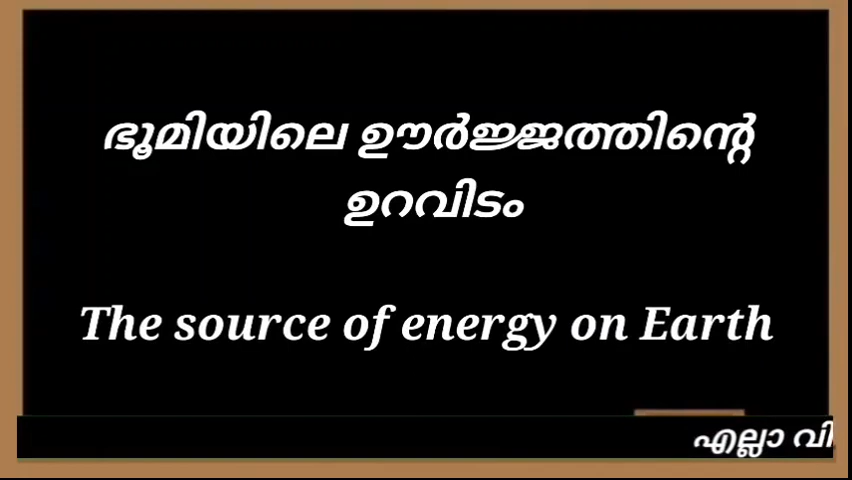 ഭൂമിയിലെ ഊർജ്ജത്തിന്റെ
ഉറവിടം
The source of energy on Earth
എല്ലാ